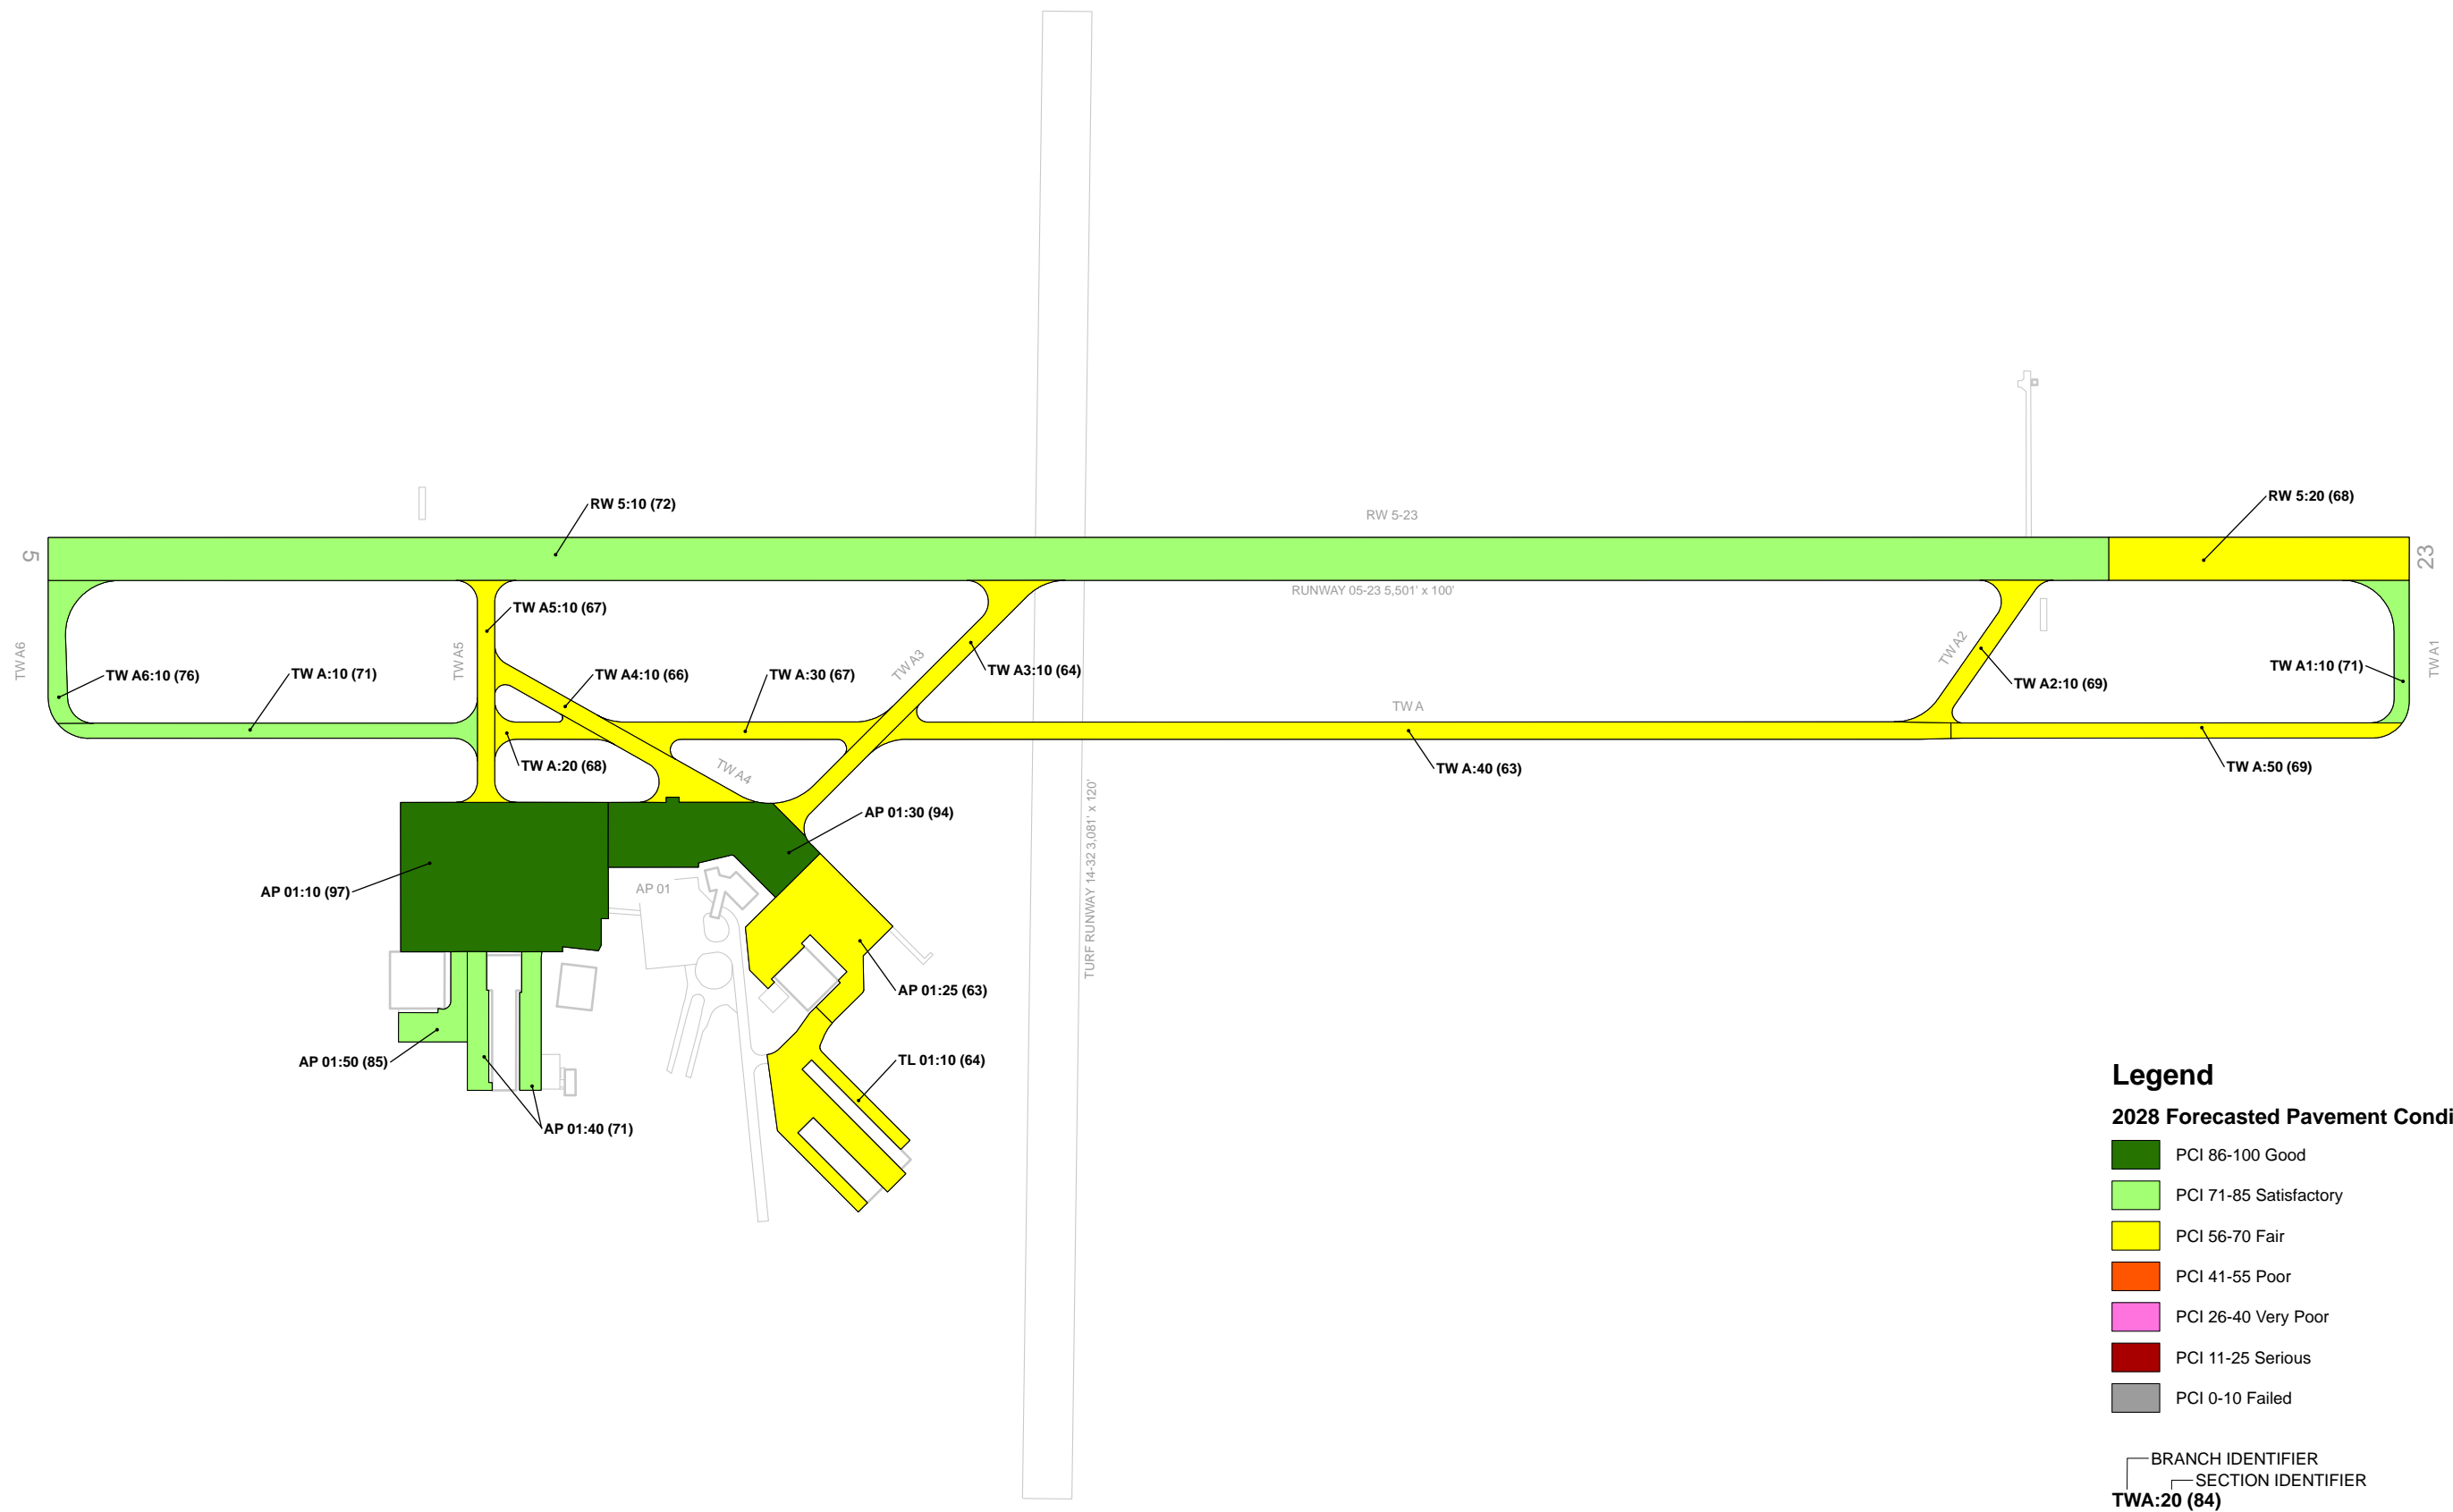 RW 5:10 (72)
RW 5:20 (68)
RW 5-23
5
23
RUNWAY 05-23 5,501' x 100'
TW A5:10 (67)
TW A6
TW A5
TW A3
TW A2
TW A1
TW A6:10 (76)
TW A:10 (71)
TW A4:10 (66)
TW A:30 (67)
TW A3:10 (64)
TW A2:10 (69)
TW A1:10 (71)
TW A
TW A:20 (68)
TW A4
TW A:40 (63)
TW A:50 (69)
TURF RUNWAY 14-32 3,081' x 120'
AP 01:30 (94)
AP 01:10 (97)
AP 01
AP 01:25 (63)
AP 01:50 (85)
TL 01:10 (64)
AP 01:40 (71)
Legend
2028 Forecasted Pavement Condi
PCI 86-100 Good
PCI 71-85 Satisfactory
PCI 56-70 Fair
PCI 41-55 Poor
PCI 26-40 Very Poor
PCI 11-25 Serious
PCI 0-10 Failed
BRANCH IDENTIFIER
SECTION IDENTIFIER
TWA:20 (84)